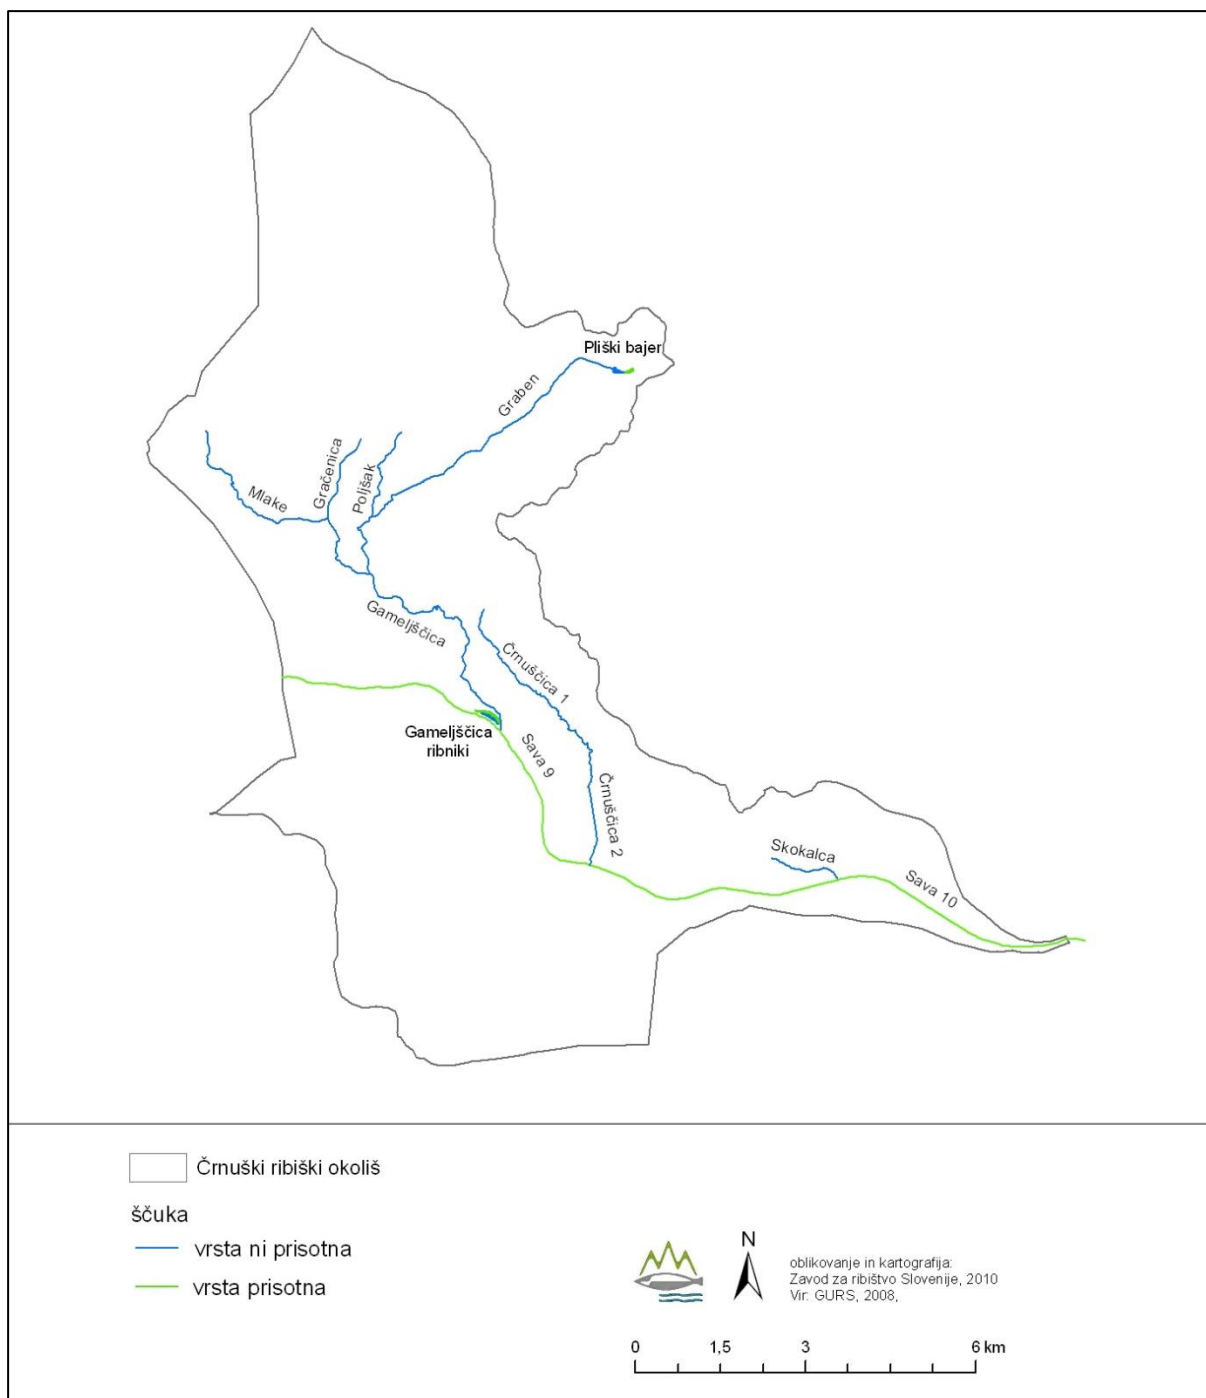 Pliški bajer
Graben
Gračenica
Poljšak
Mlake
Gameljščica
Črnuščica 1
Gameljščica
ribniki
Sava 9
Črnuščica 2
Skokalca
Sava 10
Črnuški ribiški okoliš
ščuka
vrsta ni prisotna
vrsta prisotna
N
oblikovanje in kartografija:
Zavod za ribištvo Slovenije, 2010
Vir: GURS, 2008,
0 1,5 3 6 km